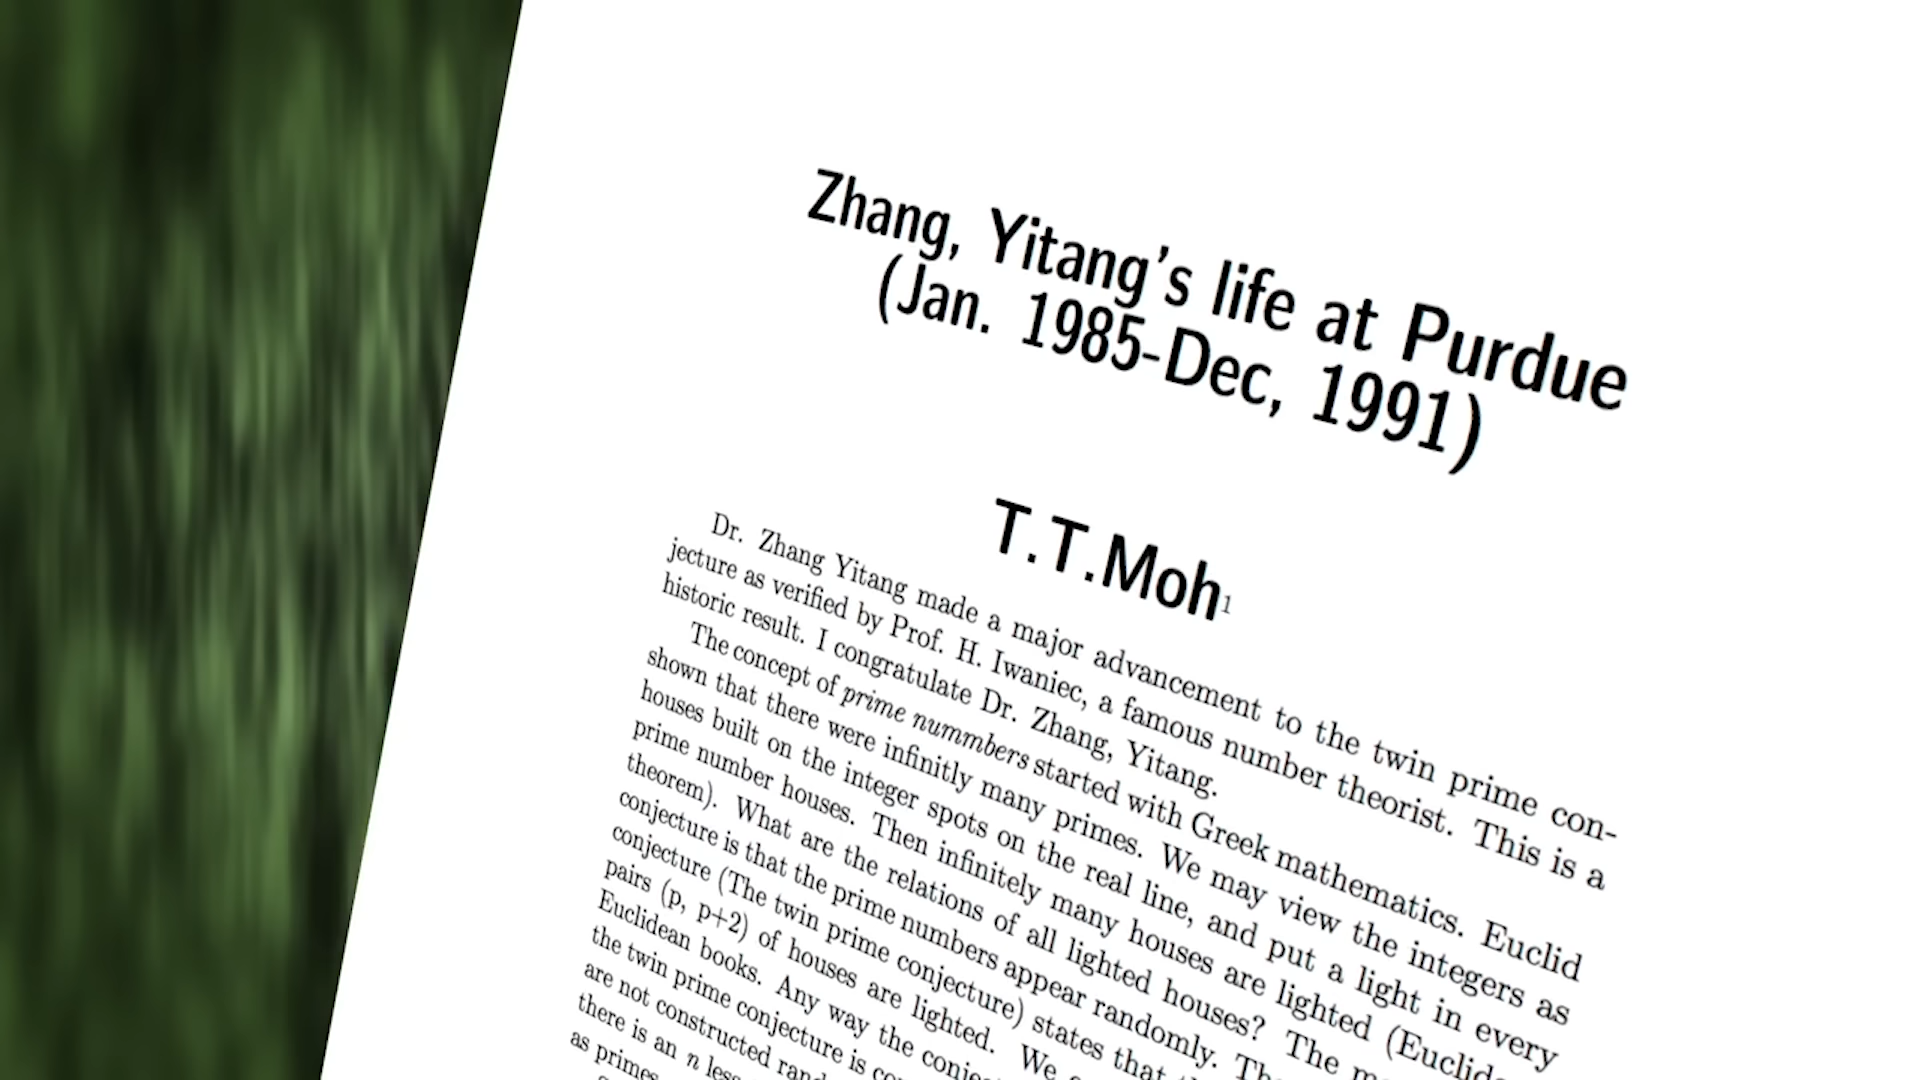 Zhang, Yitang's life at Purdue
(Jan. 1985-Dec, 1991)
T.T.Moh1
Dr. Zhang Yitang made a major advancement to the twin prime con-
jecture as verified by Prof. H. Iwaniec, a famous number theorist. This is a
historic result. I congratulate Dr. Zhang, Yitang.
The concept of prime nummbers started with Greek mathematics. Euclid
shown that there were infinitly many primes. We may view the integers as
houses built on the integer spots on the real line, and put a light in every
prime number houses. Then infinitely many houses are lighted (Euclid
theorem). What are the relations of all lighted houses? The
conjecture is that the prime numbers appear randomly.
conjecture (The twin prime conjecture) states that
pairs (p, p+2) of houses are lighted. We
Euclidean books. Any way the
the twin prime conjecture is
are not constructed
there is an n
as primes